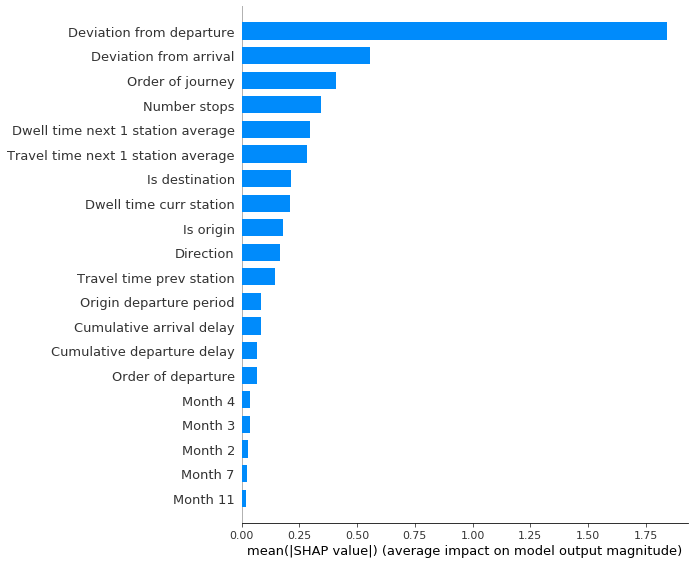 Deviation from departure
Deviation from arrival
Order of journey
Number stops
Dwell time next 1 station average
Travel time next 1 station average
Is destination
Dwell time curr station
Is origin
Direction
Travel time prev station
Origin departure period
Cumulative arrival delay
Cumulative departure delay
Order of departure
Month 4
Month 3
Month 2
Month 7
Month 11
0.00 0.25 0.50 0.75 1.00 1.25 1.50 1.75
mean(|SHAP value|) (average impact on model output magnitude)